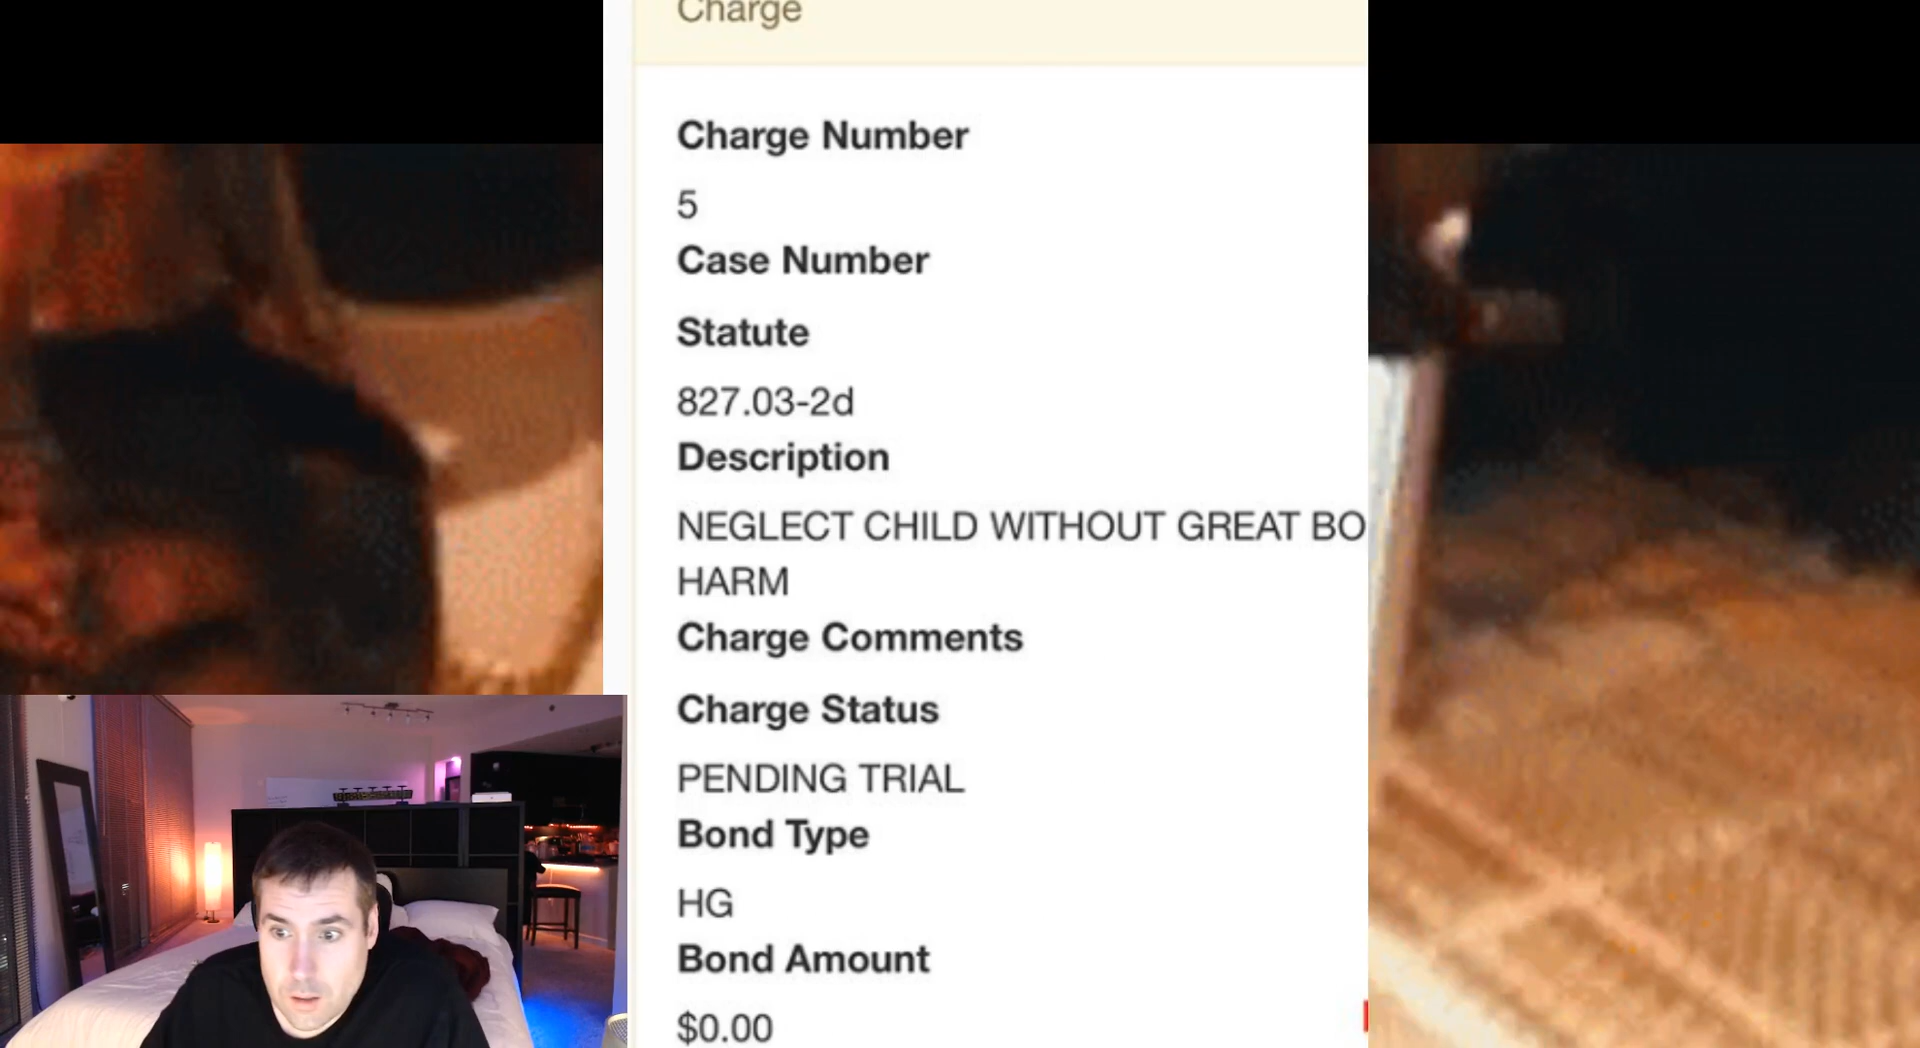 Charge
Charge Number
5
Case Number
Statute
827.03-2d
Description
NEGLECT CHILD WITHOUT GREAT BO
HARM
Charge Comments
Charge Status
PENDING TRIAL
Bond Type
HG
Bond Amount
$0.00